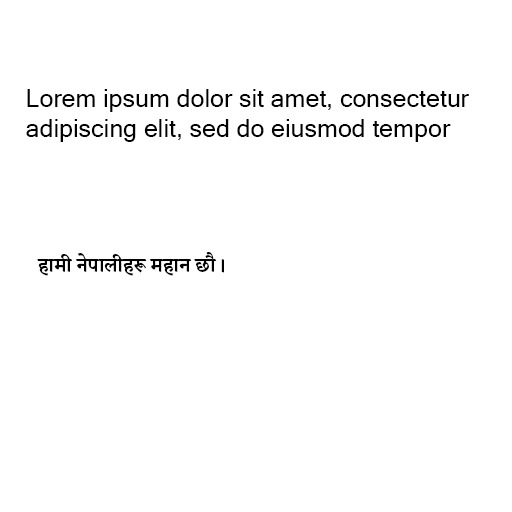 Lorem ipsum dolor sit amet, consectetur
adipiscing elit, sed do eiusmod tempor
हामी नेपालीहरू महान छौ ।